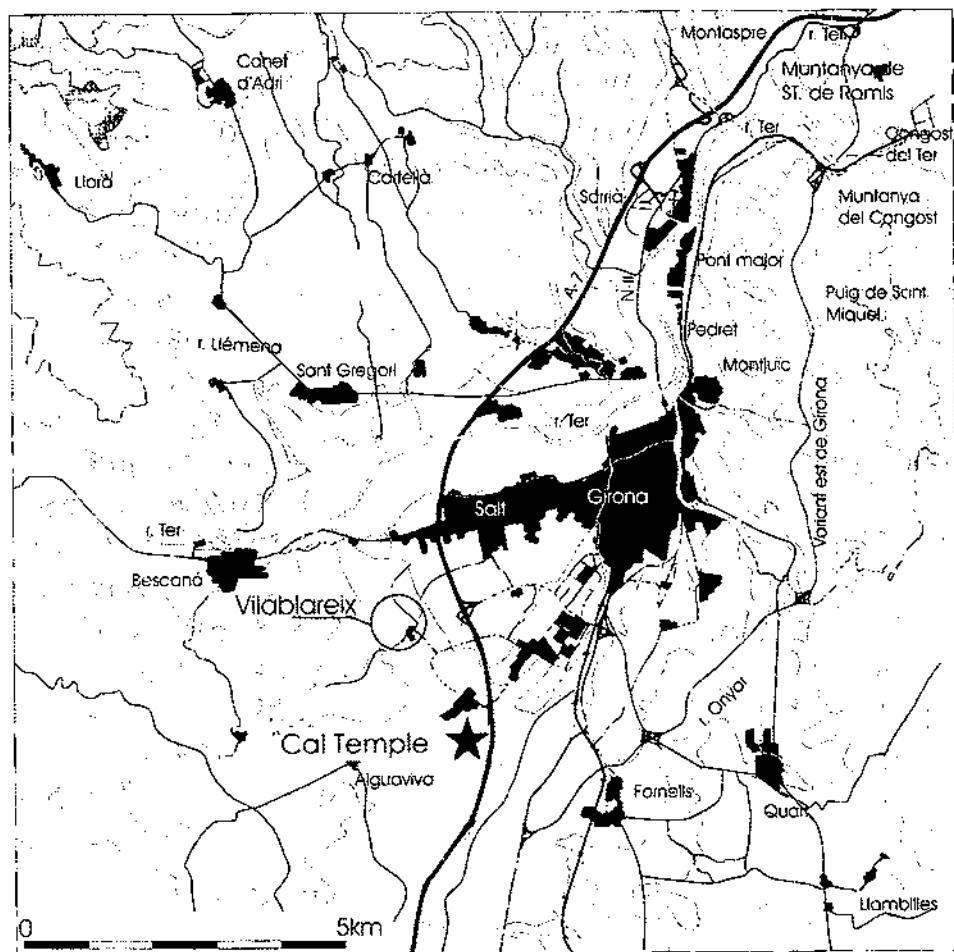 Montaspre
r. Ter
Canet
d'Adri
Muntanya de
ST. de Ramis
r. Ter
Congost
del Ter
Cartellà
Llorà
Sarrià
Muntanya
del Congost
Pont major
A-7
N-II
Puig de Sant
Miquel
Pedret
r. Llémena
Sant Gregori
Montjuïc
r. Ter
Variant est de Girona
Salt
Girona
r. Ter
Bescanó
Vilablareix
r. Onyar
Cal Temple
Aiguaviva
Fornells
Quart
Llambilles
0
5km